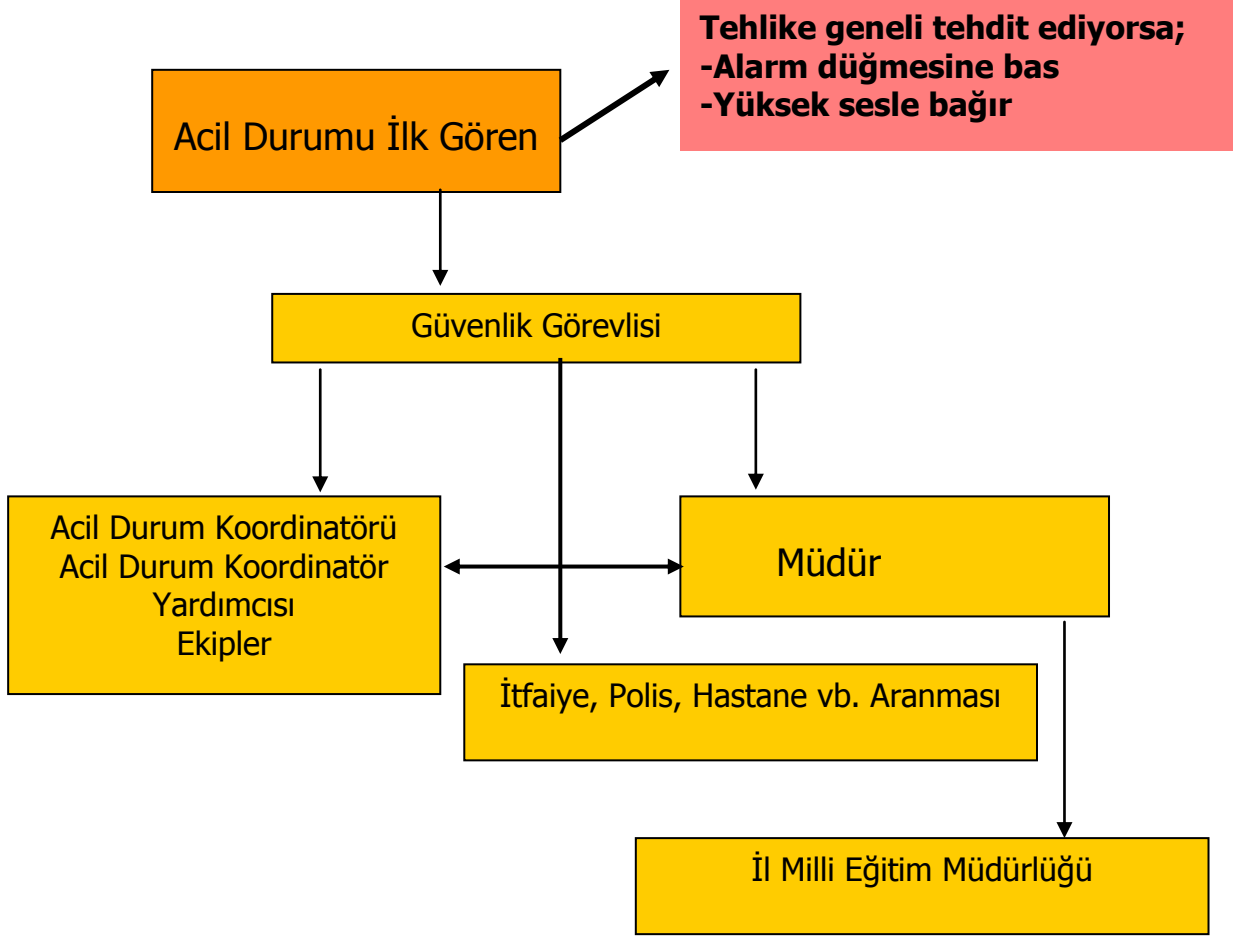 Tehlike geneli tehdit ediyorsa;
-Alarm düğmesine bas
-Yüksek sesle bağır
Acil Durumu İlk Gören
Güvenlik Görevlisi
Acil Durum Koordinatörü
Acil Durum Koordinatör
Yardımcısı
Ekipler
Müdür
İtfaiye, Polis, Hastane vb. Aranması
İl Milli Eğitim Müdürlüğü